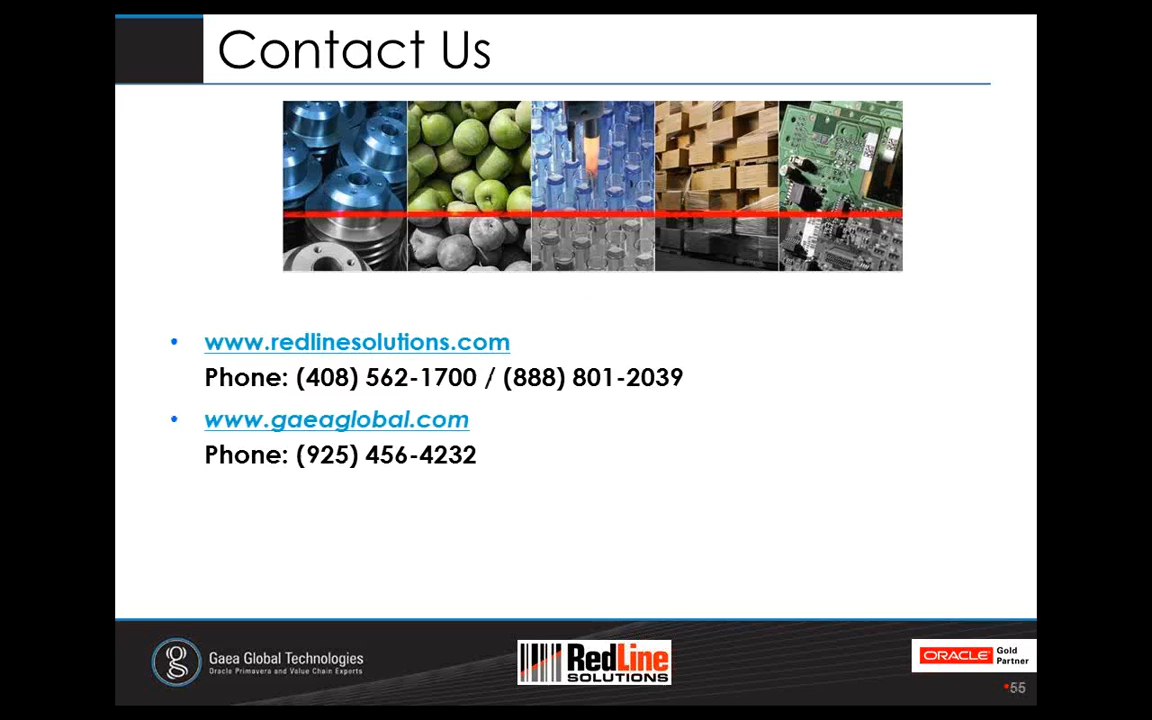 Contact Us
www.redlinesolutions.com
Phone: (408) 562-1700 / (888) 801-2039
www.gaeaglobal.com
Phone: (925) 456-4232
Gaea Global Technologies
Oracle Primavera and Value Chain Experts
RedLine
SOLUTIONS
ORACLE Gold
Partner
55